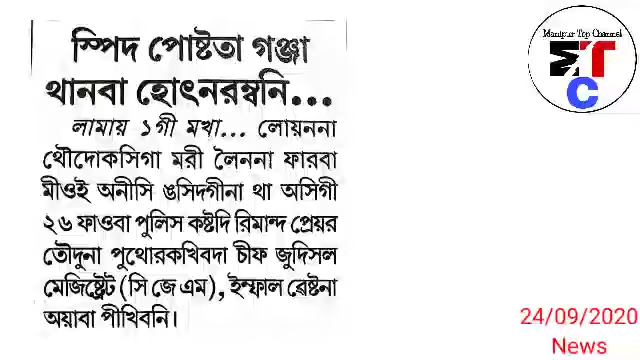 স্পিদ পোষ্টতা গঞ্জা
থানবা হোৎনরম্বনি...
লামায় ১গী মখা... লোয়ননা
থৌদোকসিগা মরী লৈননা ফারবা
মীওই অনীসি ঙসিদগীনা থা অসিগী
২৬ ফাওবা পুলিস কষ্টদি রিমান্দ প্রেয়র
তৌদুনা পুথোরকখিবদা চীফ জুদিসল
মেজিষ্ট্রেট (সি জে এম), ইম্ফাল ৱেষ্টনা
অয়াবা পীখিবনি।
Manipur Top Channel
MTC
24/09/2020
News